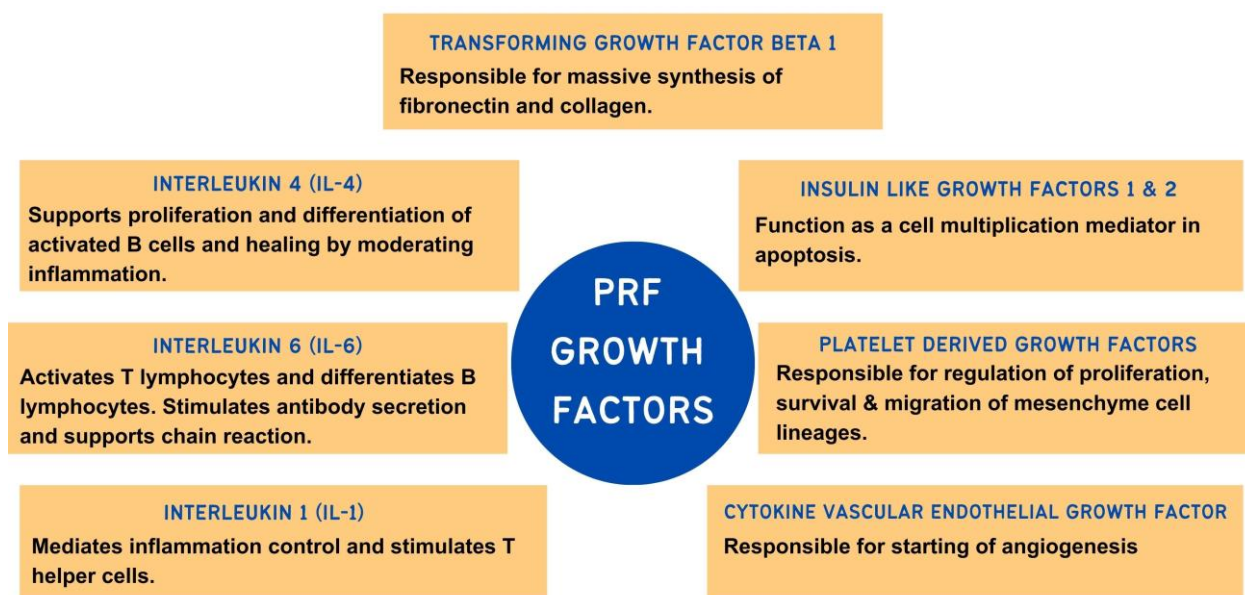 TRANSFORMING GROWTH FACTOR BETA 1
Responsible for massive synthesis of
fibronectin and collagen.
INTERLEUKIN 4 (IL-4)
Supports proliferation and differentiation of
activated B cells and healing by moderating
inflammation.
INSULIN LIKE GROWTH FACTORS 1 & 2
Function as a cell multiplication mediator in
apoptosis.
PRF
GROWTH
FACTORS
INTERLEUKIN 6 (IL-6)
Activates T lymphocytes and differentiates B
lymphocytes. Stimulates antibody secretion
and supports chain reaction.
PLATELET DERIVED GROWTH FACTORS
Responsible for regulation of proliferation,
survival & migration of mesenchyme cell
lineages.
INTERLEUKIN 1 (IL-1)
Mediates inflammation control and stimulates T
helper cells.
CYTOKINE VASCULAR ENDOTHELIAL GROWTH FACTOR
Responsible for starting of angiogenesis